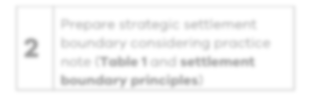 2
Prepare strategic settlement
boundary considering practice
note (Table 1 and settlement
boundary principles)